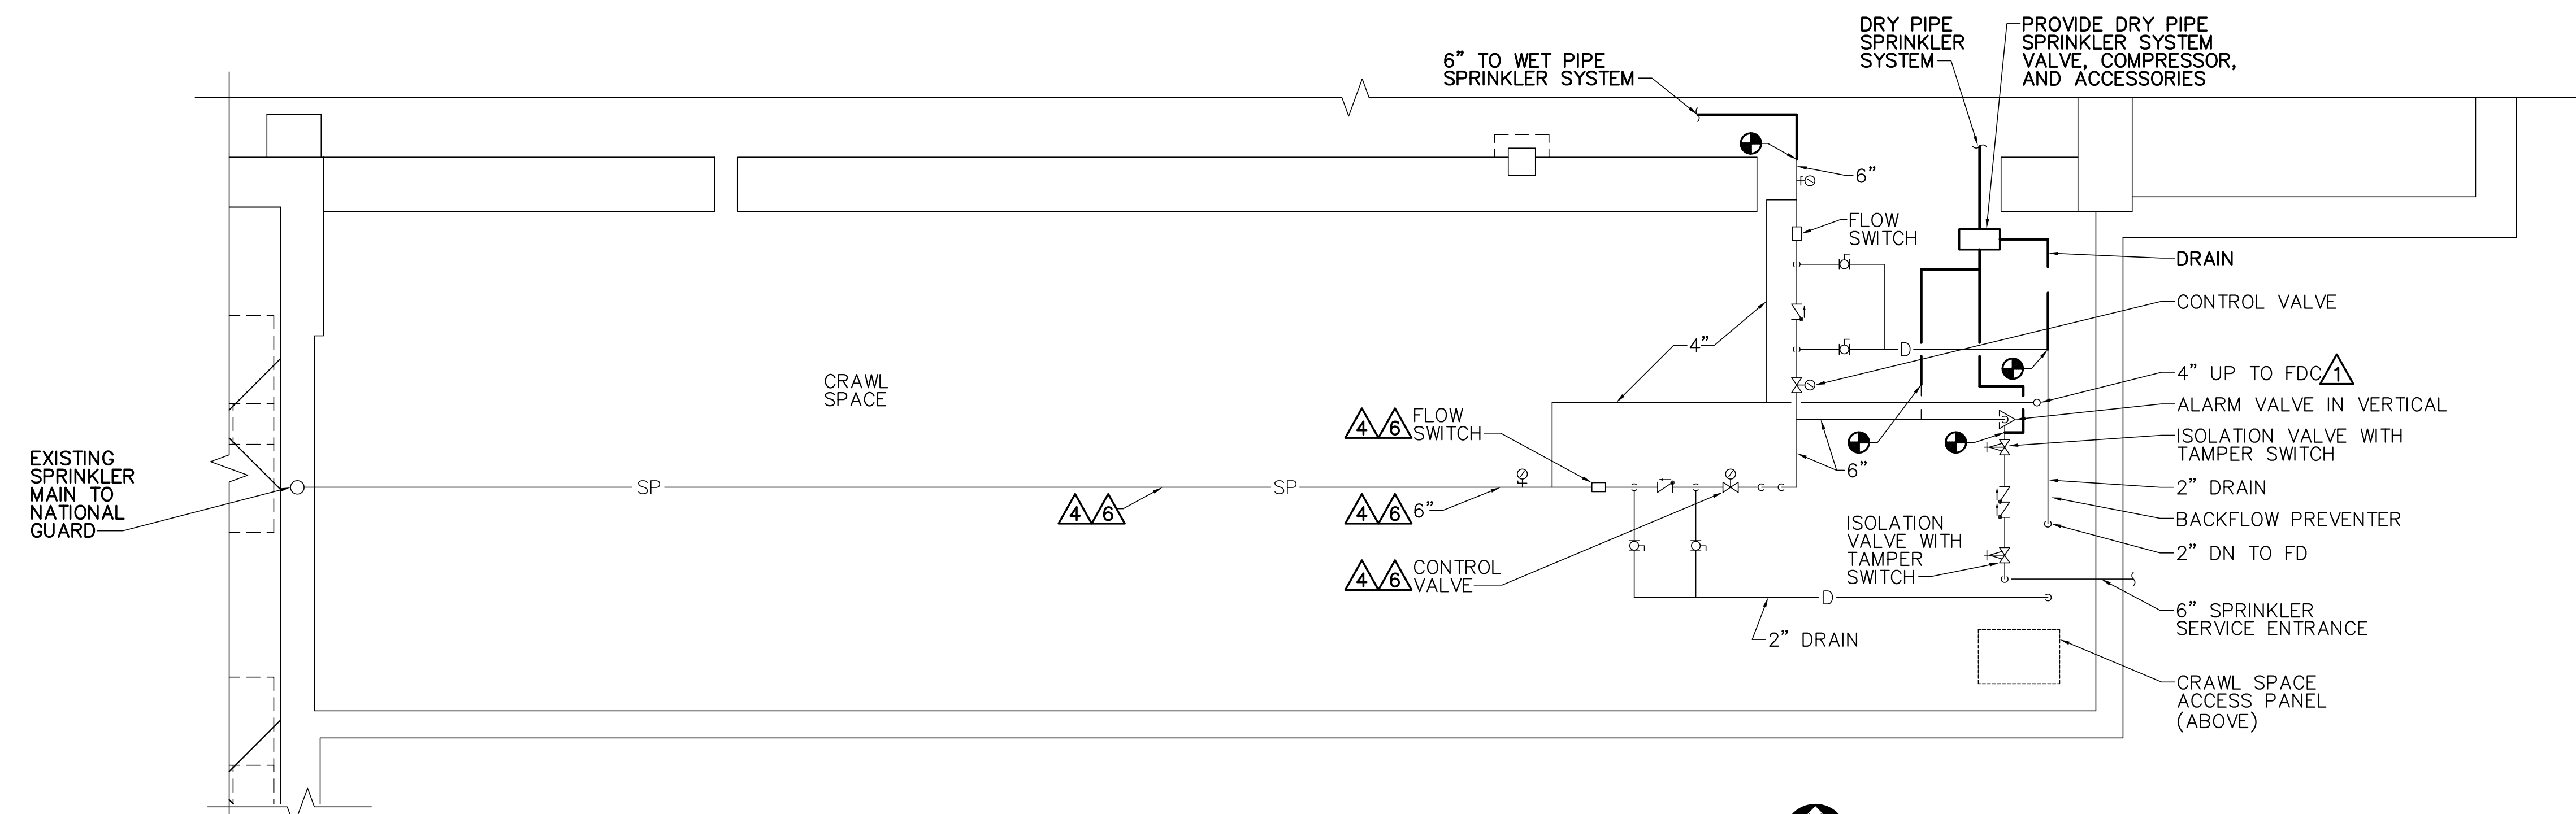 DRY PIPE
SPRINKLER
SYSTEM
PROVIDE DRY PIPE
SPRINKLER SYSTEM
VALVE, COMPRESSOR,
AND ACCESSORIES
6" TO WET PIPE
SPRINKLER SYSTEM
6"
FLOW
SWITCH
DRAIN
CONTROL VALVE
4"
D
4" UP TO FDC 1
ALARM VALVE IN VERTICAL
ISOLATION VALVE WITH
TAMPER SWITCH
CRAWL
SPACE
4 6 FLOW
SWITCH
6"
EXISTING
SPRINKLER
MAIN TO
NATIONAL
GUARD
SP
SP
4 6
4 6 6"
2" DRAIN
BACKFLOW PREVENTER
2" DN TO FD
ISOLATION
VALVE WITH
TAMPER
SWITCH
4 6 CONTROL
VALVE
D
2" DRAIN
6" SPRINKLER
SERVICE ENTRANCE
CRAWL SPACE
ACCESS PANEL
(ABOVE)